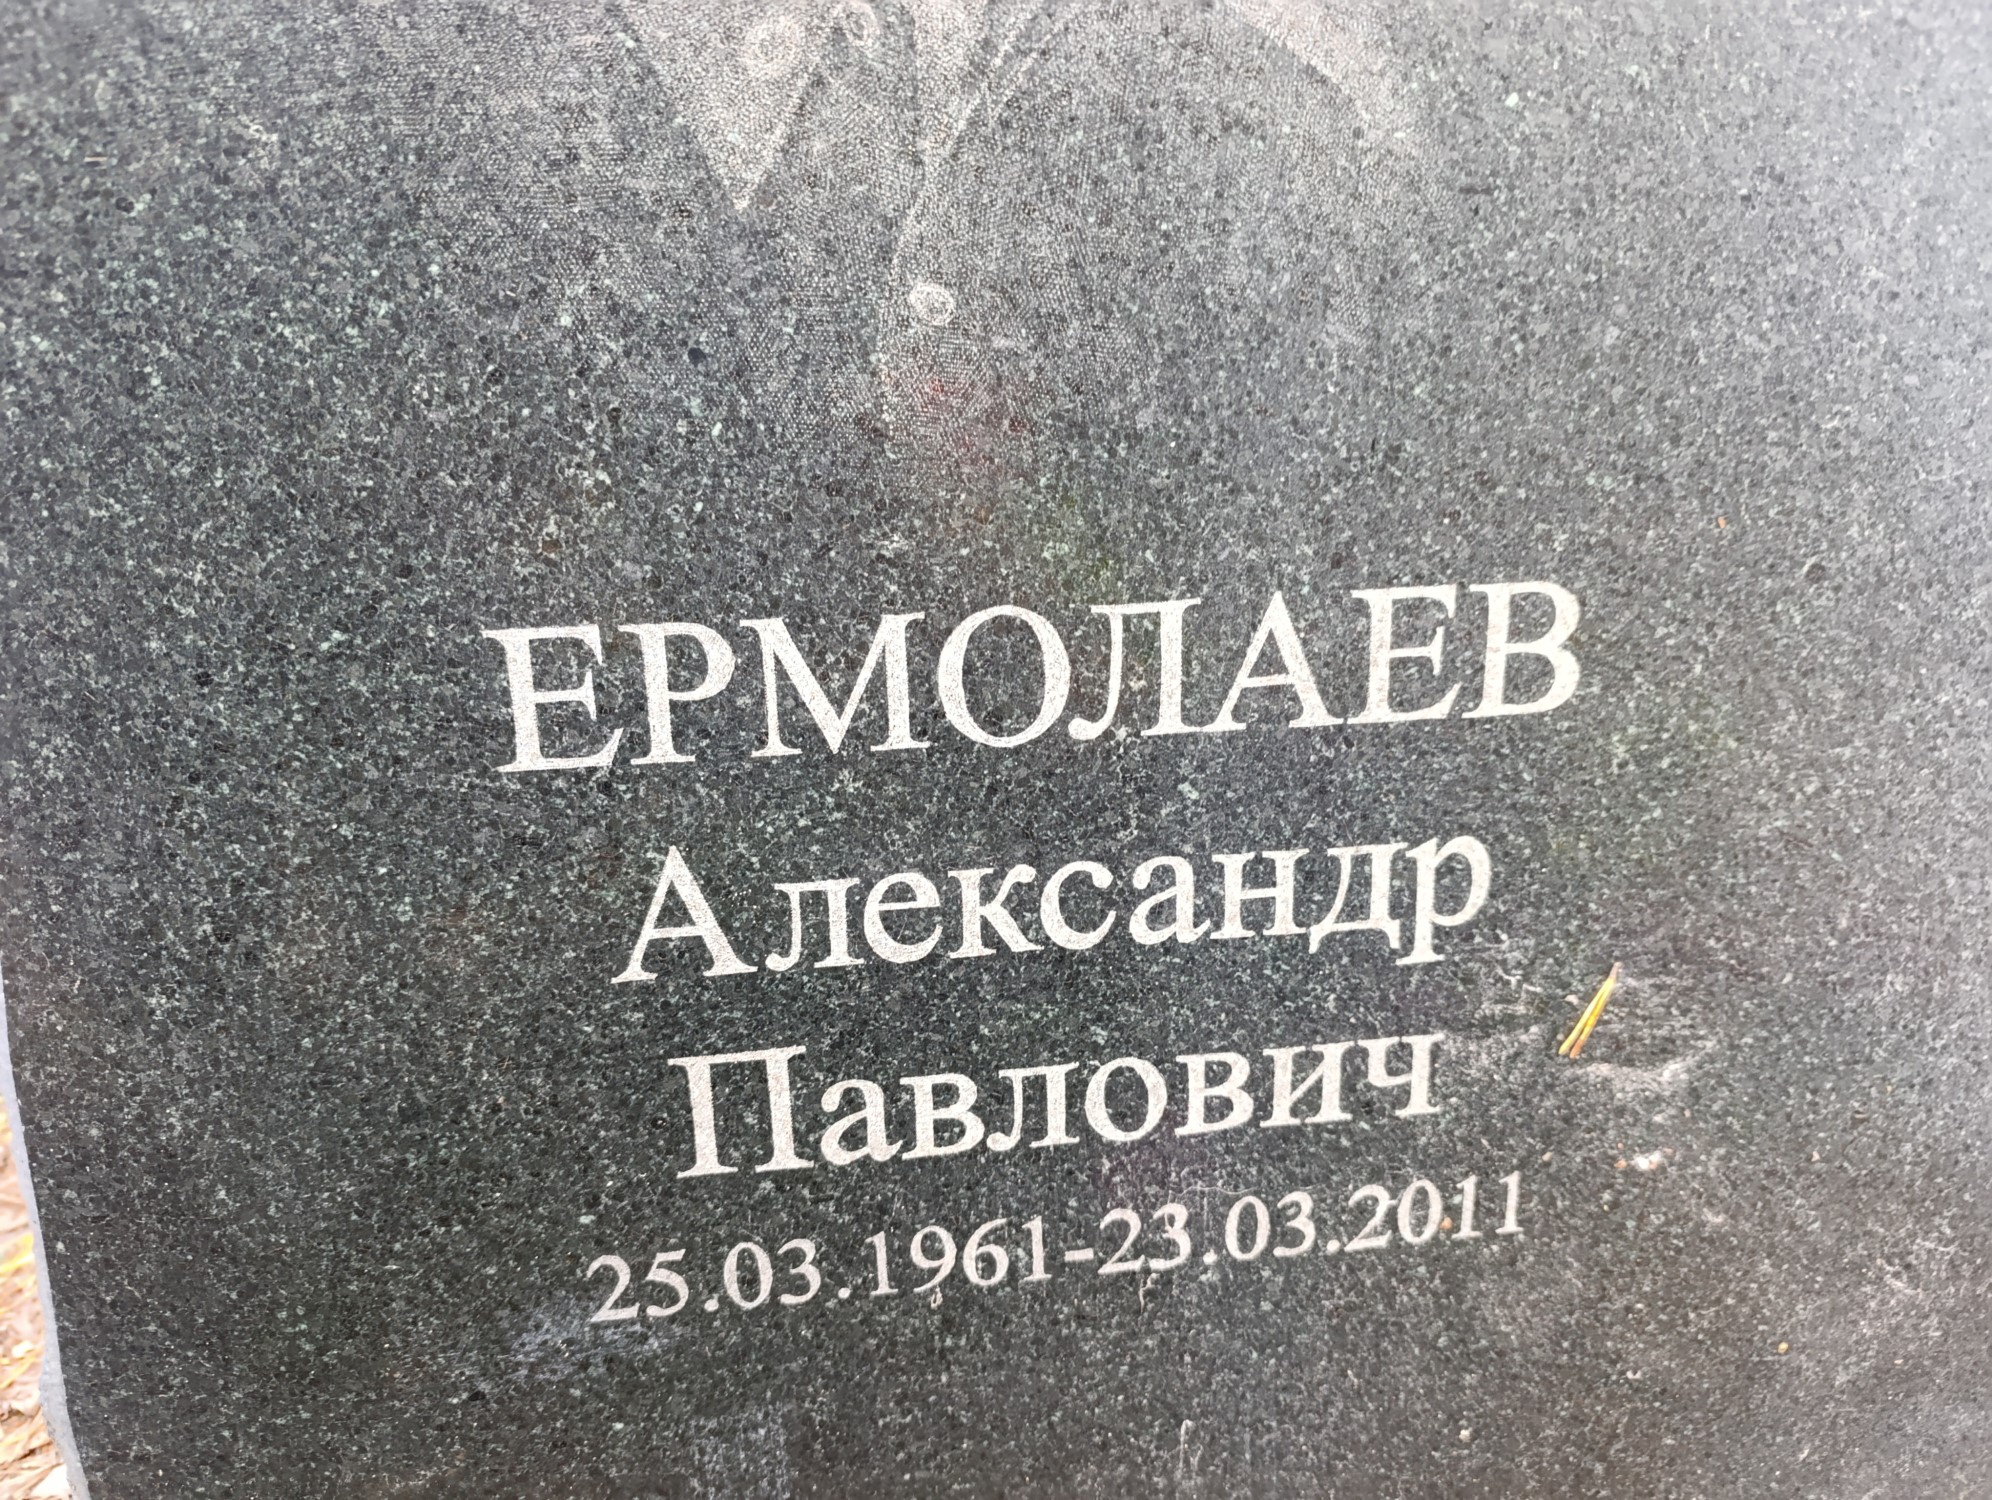 ЕРМОЛАЕВ
Александр
Павлович
25.03.1961-23.03.2011